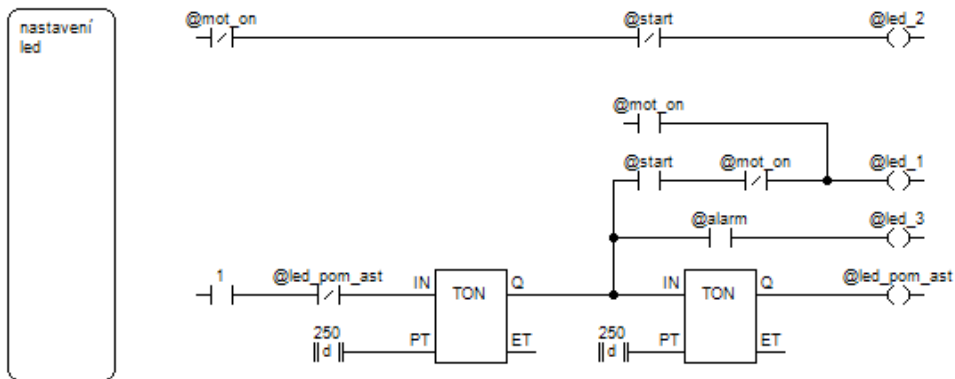 nastavení
led
@mot_on
@start
@led_2
@mot_on
@start
@mot_on
@led_1
@alarm
@led_3
1
@led_pom_ast
IN
TON
Q
IN
TON
Q
@led_pom_ast
250
d
PT
ET
250
d
PT
ET